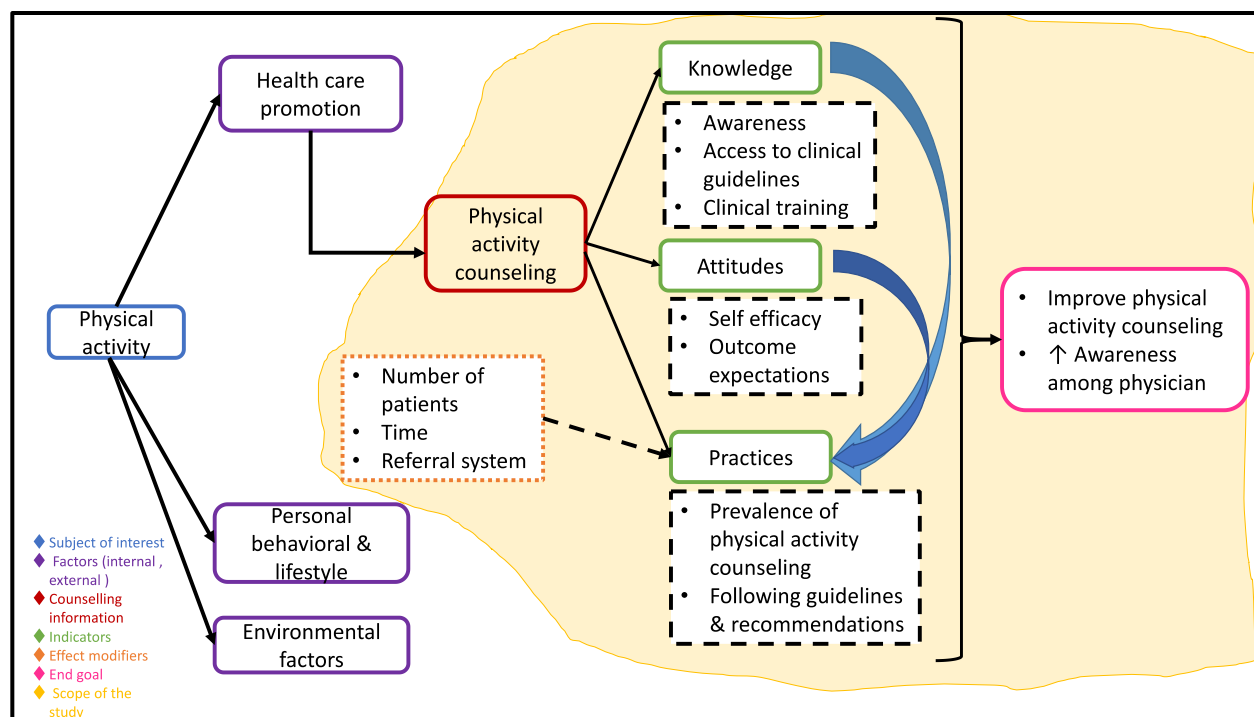 Health care
promotion
Knowledge
• Awareness
• Access to clinical
guidelines
• Clinical training
Physical
activity
counseling
Attitudes
• Self efficacy
• Outcome
expectations
Physical
activity
• Improve physical
activity counseling
• ↑ Awareness
among physician
• Number of
patients
• Time
• Referral system
Practices
• Prevalence of
physical activity
counseling
• Following guidelines
& recommendations
Personal
behavioral &
lifestyle
Environmental
factors
Subject of interest
Factors (internal ,
external )
Counselling
information
Indicators
Effect modifiers
End goal
Scope of the
study